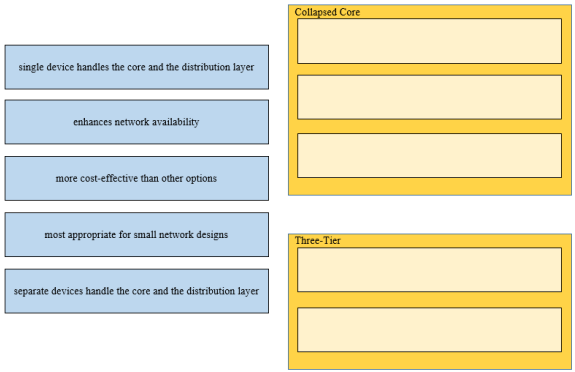 single device handles the core and the distribution layer
enhances network availability
more cost-effective than other options
most appropriate for small network designs
separate devices handle the core and the distribution layer
Collapsed Core
Three-Tier